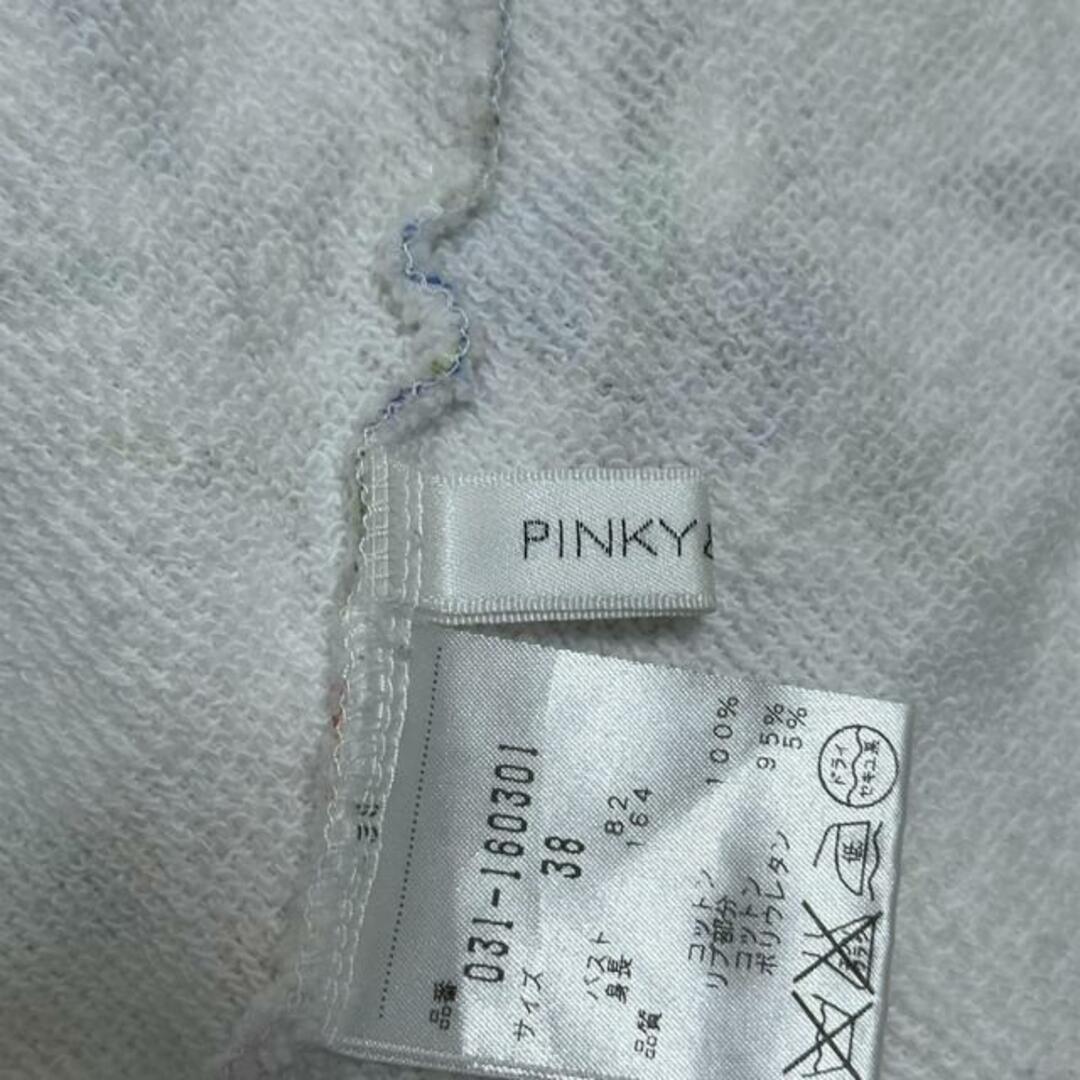 PINKY&
品番 031-160301
サイズ 38
バスト 82
身長 164
品質
コットン 100%
リブ部分
コットン 95%
ポリウレタン 5%
ドライ
セキユ系
低